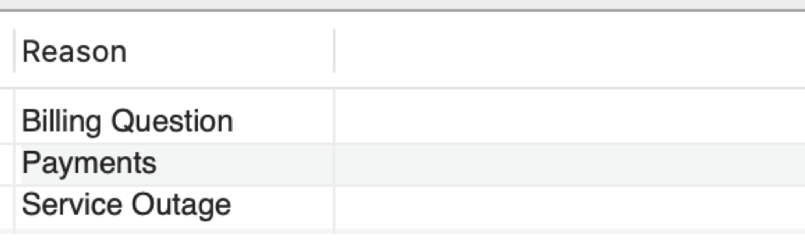 Reason
Billing Question
Payments
Service Outage